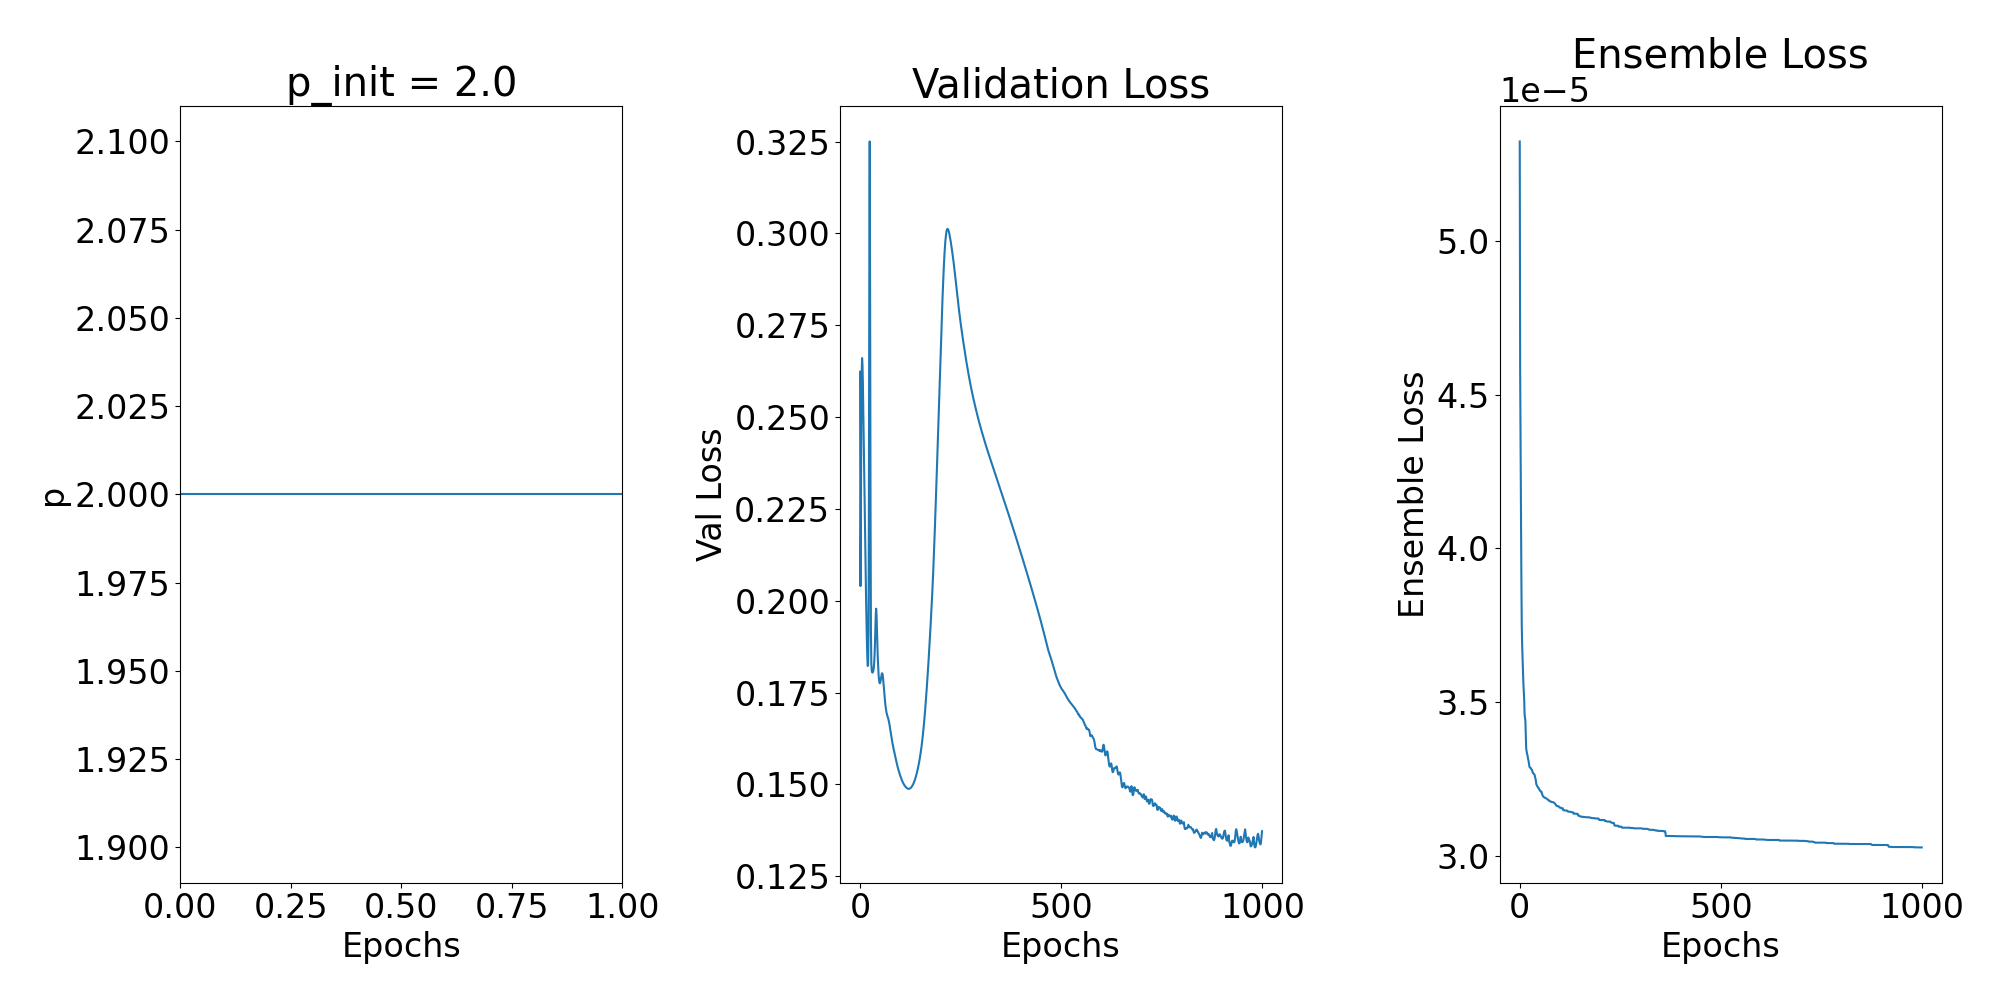 p_init = 2.0
2.100
2.075
2.050
2.025
2.000
1.975
1.950
1.925
1.900
p
0.00 0.25 0.50 0.75 1.00
Epochs
Validation Loss
0.325
0.300
0.275
0.250
0.225
0.200
0.175
0.150
0.125
Val Loss
0 500 1000
Epochs
Ensemble Loss
1e−5
5.0
4.5
4.0
3.5
3.0
Ensemble Loss
0 500 1000
Epochs